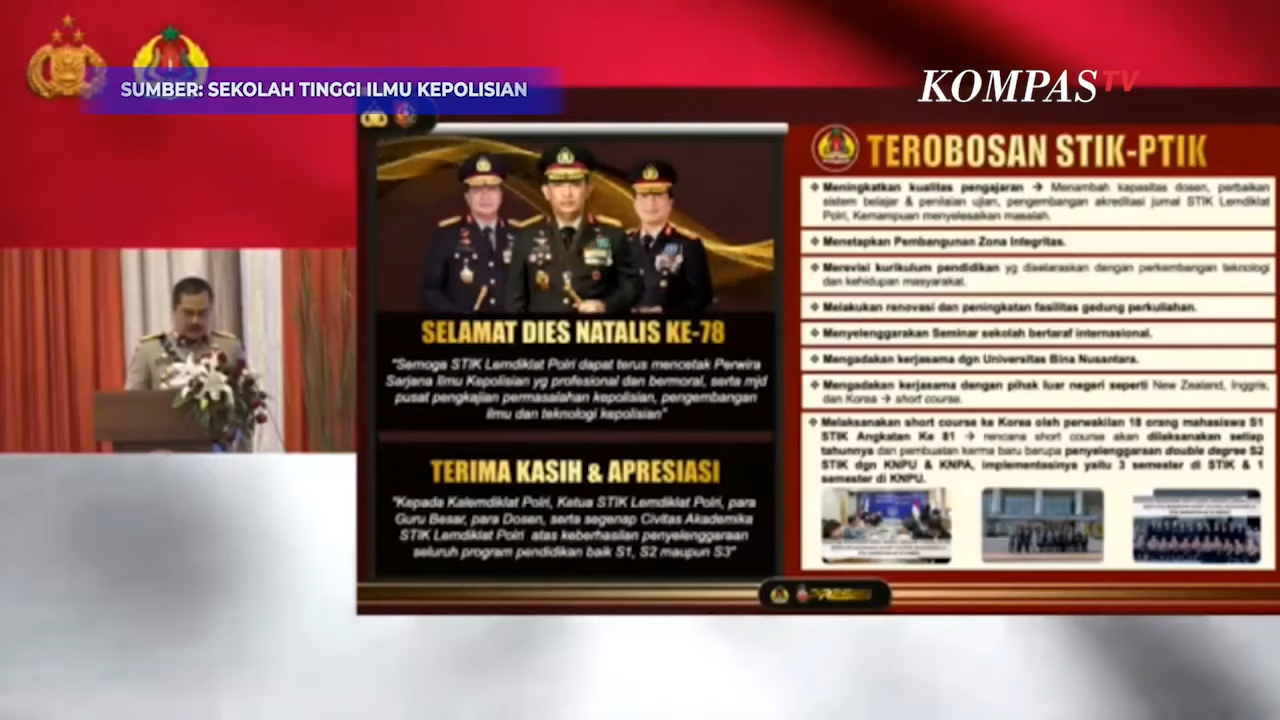 SUMBER: SEKOLAH TINGGI ILMU KEPOLISIAN
KOMPAS TV
SELAMAT DIES NATALIS KE-78
"Semoga STIK Lemdiklat Polri dapat terus mencetak Perwira
Sarjana Ilmu Kepolisian yg profesional dan bermoral, serta mjd
pusat pengkajian permasalahan kepolisian, pengembangan
ilmu dan teknologi kepolisian"
TERIMA KASIH & APRESIASI
"Kepada Kalemdiklat Polri, Ketua STIK Lemdiklat Polri, para
Guru Besar, para Dosen, serta segenap Civitas Akademika
STIK Lemdiklat Polri atas keberhasilan penyelenggaraan
seluruh program pendidikan baik S1, S2 maupun S3"
TEROBOSAN STIK-PTIK
❖ Meningkatkan kualitas pengajaran → Menambah kapasitas dosen, perbaikan
sistem belajar & penilaian ujian, pengembangan akreditasi jurnal STIK Lemdiklat
Polri, Kemampuan menyelesaikan masalah.
❖ Menetapkan Pembangunan Zona Integritas.
❖ Merevisi kurikulum pendidikan yg diselaraskan dengan perkembangan teknologi
dan kehidupan masyarakat.
❖ Melakukan renovasi dan peningkatan fasilitas gedung perkuliahan.
❖ Menyelenggarakan Seminar sekolah bertaraf internasional.
❖ Mengadakan kerjasama dgn Universitas Bina Nusantara.
❖ Mengadakan kerjasama dengan pihak luar negeri seperti New Zealand, Inggris,
dan Korea → short course.
❖ Melaksanakan short course ke Korea oleh perwakilan 18 orang mahasiswa S1
STIK Angkatan Ke 81 → rencana short course akan dilaksanakan setiap
tahunnya dan pembuatan kerma baru berupa penyelenggaraan double degree S2
STIK dgn KNPU & KNPA, implementasinya yaitu 3 semester di STIK & 1
semester di KNPU.